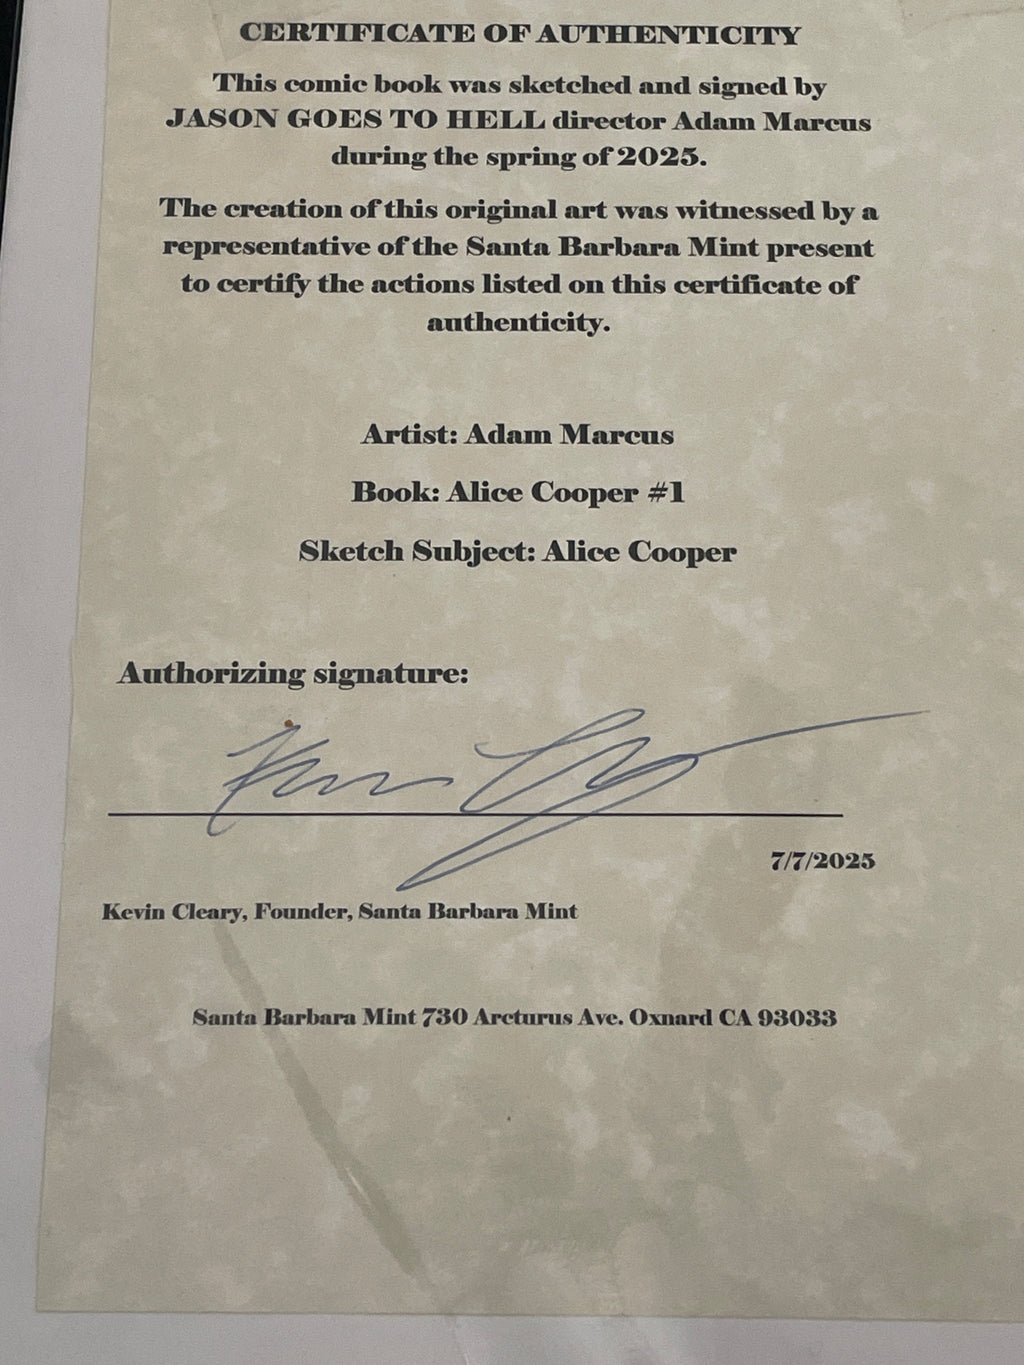 CERTIFICATE OF AUTHENTICITY
This comic book was sketched and signed by
JASON GOES TO HELL director Adam Marcus
during the spring of 2025.
The creation of this original art was witnessed by a
representative of the Santa Barbara Mint present
to certify the actions listed on this certificate of
authenticity.
Artist: Adam Marcus
Book: Alice Cooper #1
Sketch Subject: Alice Cooper
Authorizing signature:
7/7/2025
Kevin Cleary, Founder, Santa Barbara Mint
Santa Barbara Mint 730 Arcturus Ave. Oxnard CA 93033